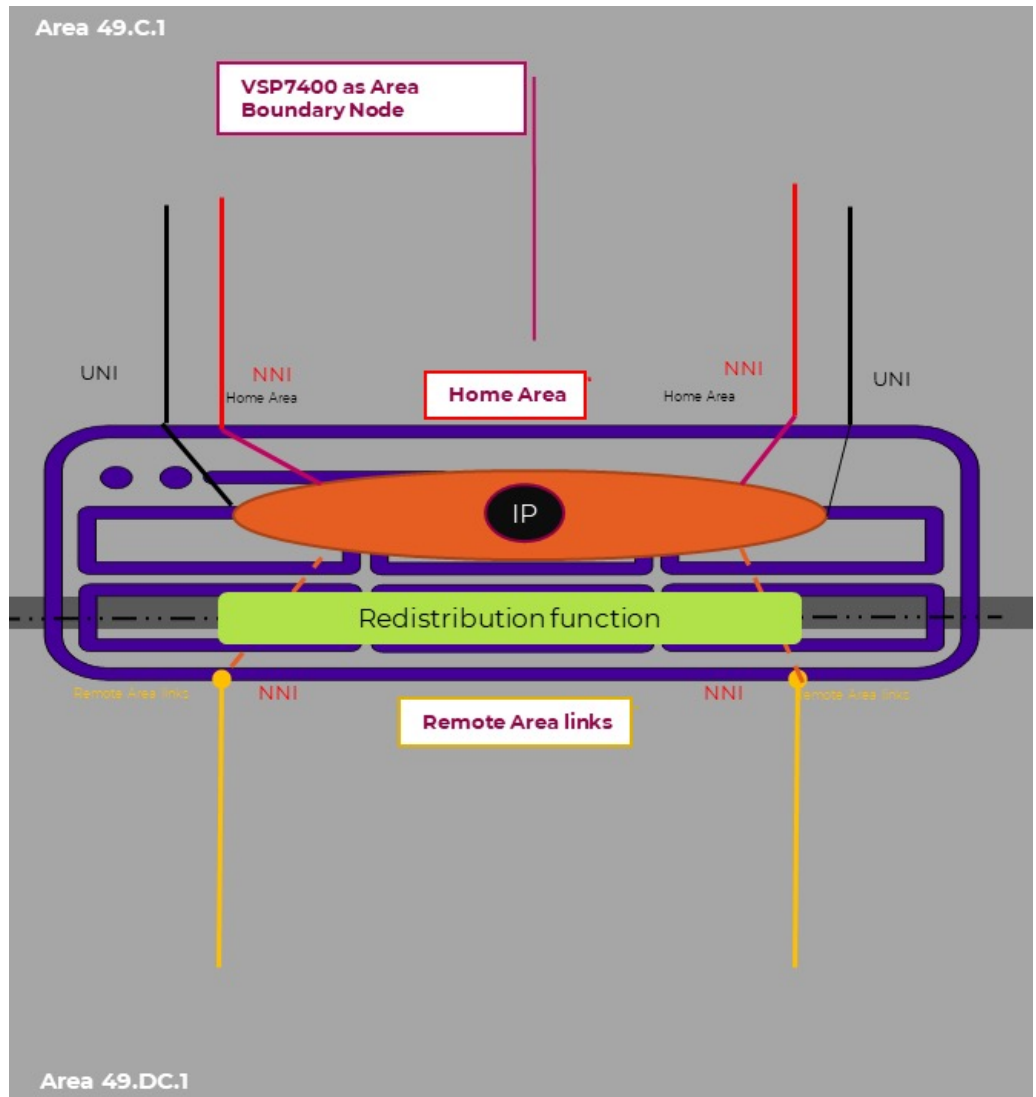 Area 49.C.1
VSP7400 as Area
Boundary Node
UNI
NNI
Home Area
Home Area
NNI
Home Area
UNI
IP
Redistribution function
Remote Area links
NNI
Remote Area links
NNI
emote Area links
Area 49.DC.1